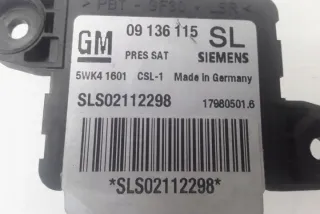 GM 09 136 115 SL
PRES SAT SIEMENS
5WK4 1601 CSL-1 Made in Germany
SLS02112298 17980501.6
*SLS02112298*